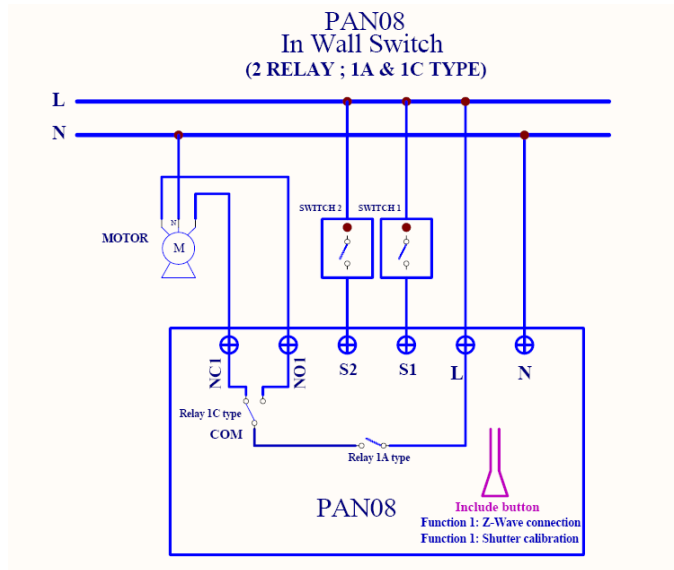 PAN08
In Wall Switch
(2 RELAY ; 1A & 1C TYPE)
L
N
SWITCH 2
SWITCH 1
N
MOTOR
M
NC1
NO1
S2
S1
L
N
Relay 1C type
COM
Relay 1A type
PAN08
Include button
Function 1: Z-Wave connection
Function 1: Shutter calibration